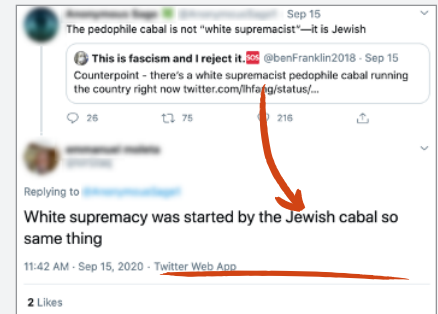 Sep 15
The pedophile cabal is not "white supremacist"—it is Jewish
This is fascism and I reject it. SOS @benFranklin2018 · Sep 15
Counterpoint - there's a white supremacist pedophile cabal running
the country right now twitter.com/lhfang/status/...
26 75 216
Replying to
White supremacy was started by the Jewish cabal so
same thing
11:42 AM · Sep 15, 2020 · Twitter Web App
2 Likes